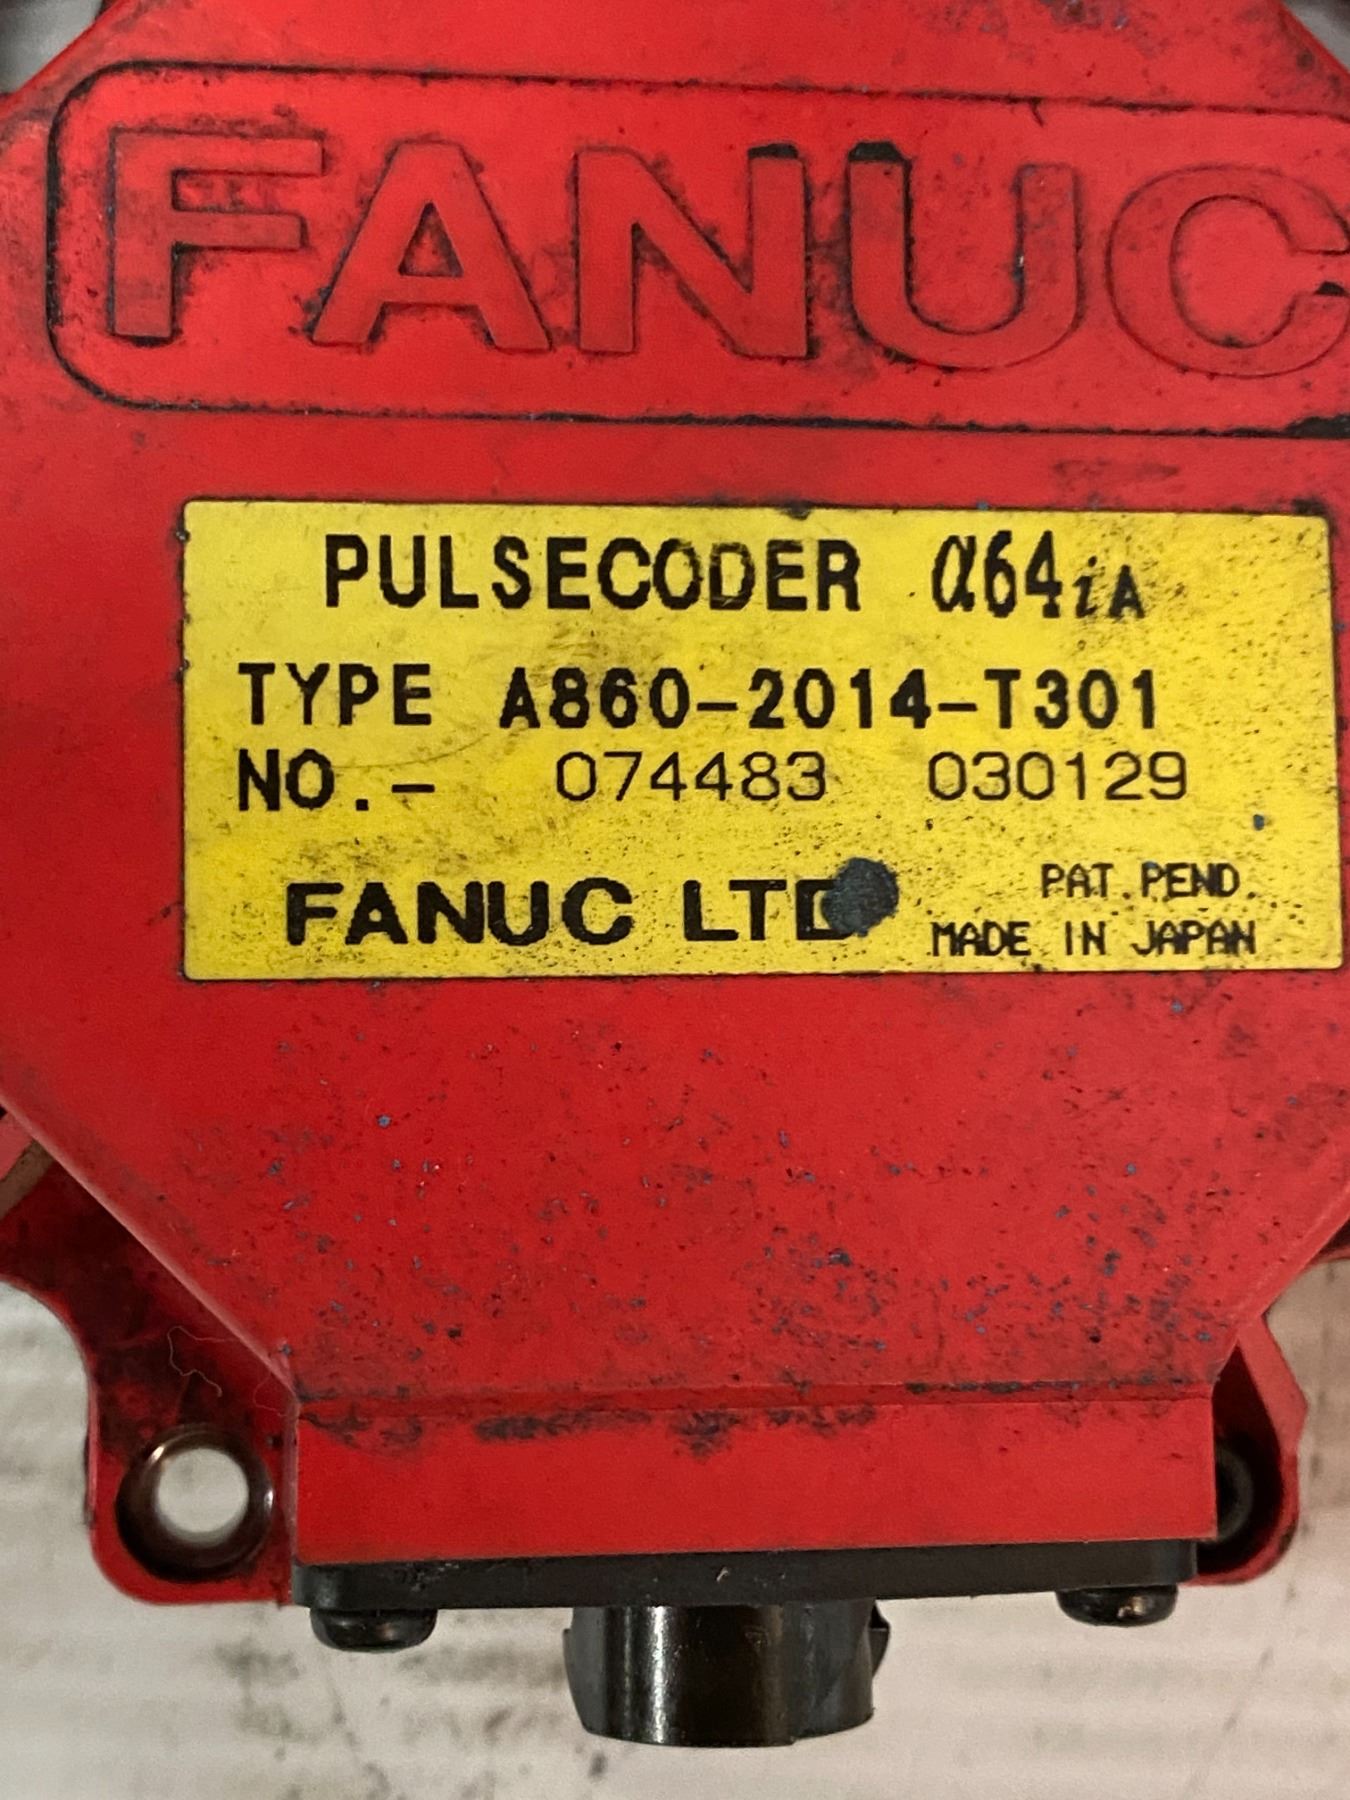 FANUC
PULSECODER α64iA
TYPE A860-2014-T301
NO.- 074483 030129
FANUC LTD
PAT.PEND.
MADE IN JAPAN